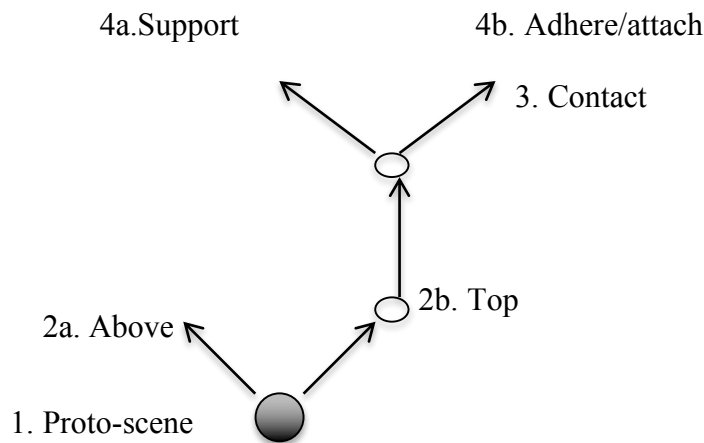 4a.Support
4b. Adhere/attach
3. Contact
2b. Top
2a. Above
1. Proto-scene